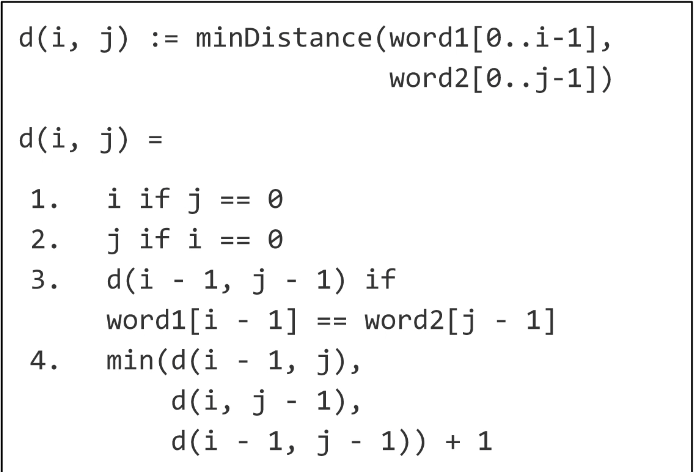 d(i, j) := minDistance(word1[0..i-1],
word2[0..j-1])
d(i, j) =
1. i if j == 0
2. j if i == 0
3. d(i - 1, j - 1) if
word1[i - 1] == word2[j - 1]
4. min(d(i - 1, j),
d(i, j - 1),
d(i - 1, j - 1)) + 1